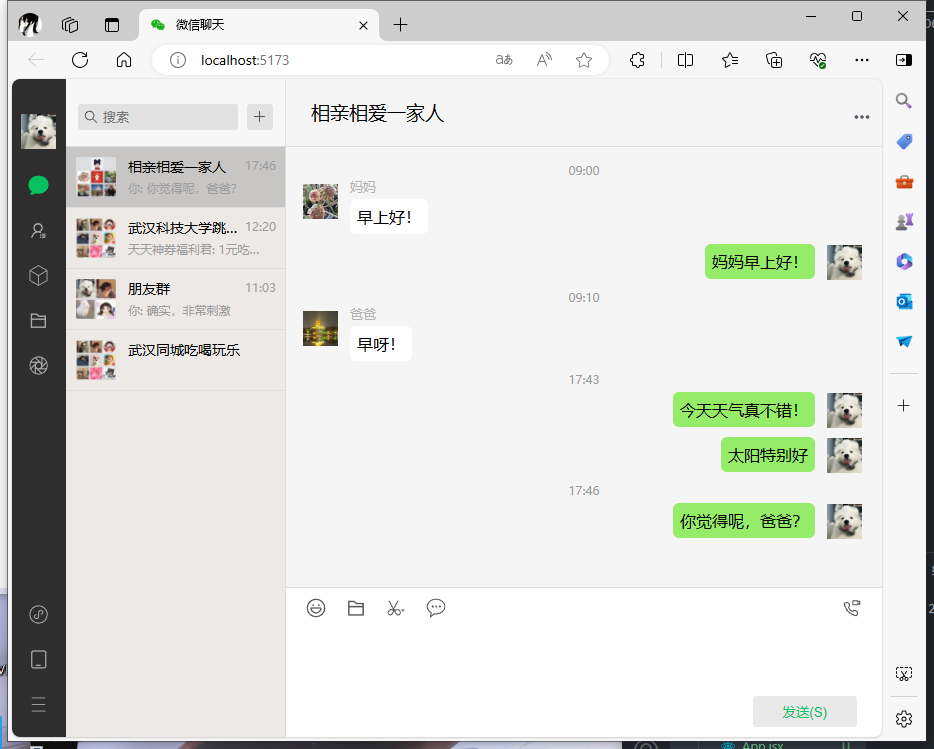 微信聊天
localhost:5173
aあ
搜索
相亲相爱一家人 17:46
你: 你觉得呢，爸爸？
武汉科技大学跳... 12:20
天天神券福利君: 1元吃...
朋友群 11:03
你: 确实，非常刺激
武汉同城吃喝玩乐
相亲相爱一家人
09:00
妈妈
早上好！
妈妈早上好！
09:10
爸爸
早呀！
17:43
今天天气真不错！
太阳特别好
17:46
你觉得呢，爸爸？
发送(S)
App.jsx